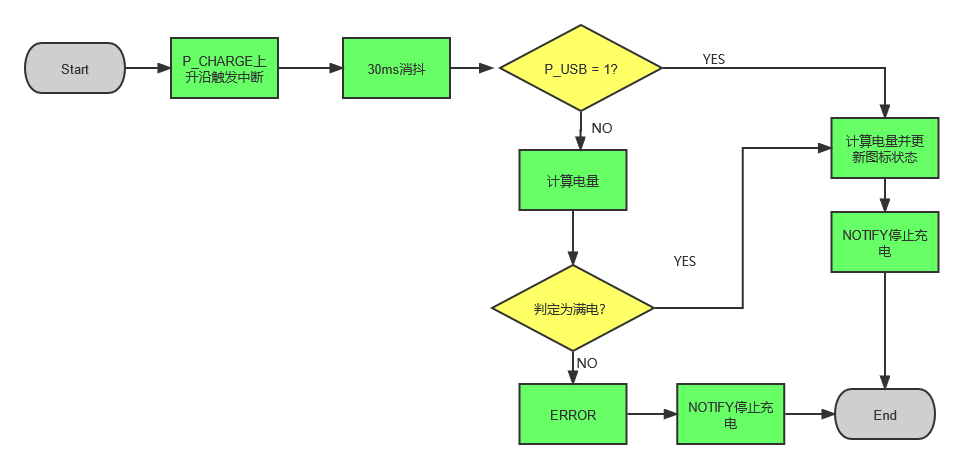 Start
P_CHARGE上
升沿触发中断
30ms消抖
P_USB = 1?
YES
NO
计算电量
计算电量并更
新图标状态
NOTIFY停止充
电
YES
判定为满电?
NO
ERROR
NOTIFY停止充
电
End